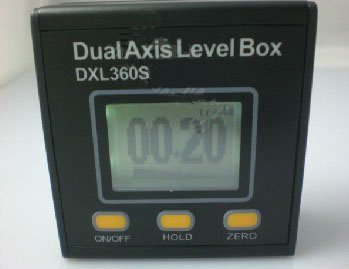 Dual Axis Level Box
DXL360S
00.20
ON/OFF HOLD ZERO